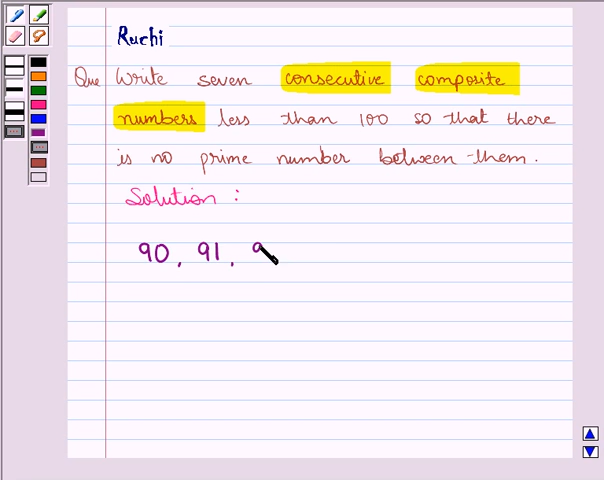 Ruchi
Que Write seven consecutive composite
numbers less than 100 so that there
is no prime number between them.
Solution :
90, 91, 9